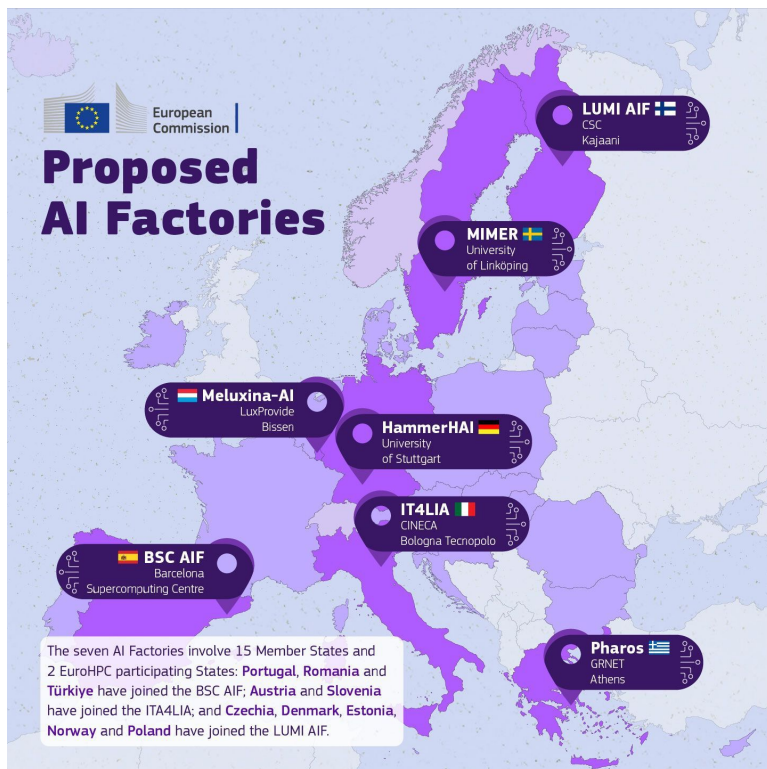 European
Commission
Proposed
AI Factories
LUMI AIF
CSC
Kajaani
MIMER
University
of Linköping
Meluxina-AI
LuxProvide
Bissen
HammerHAI
University
of Stuttgart
IT4LIA
CINECA
Bologna Tecnopolo
BSC AIF
Barcelona
Supercomputing Centre
Pharos
GRNET
Athens
The seven AI Factories involve 15 Member States and
2 EuroHPC participating States: Portugal, Romania and
Türkiye have joined the BSC AIF; Austria and Slovenia
have joined the ITA4LIA; and Czechia, Denmark, Estonia,
Norway and Poland have joined the LUMI AIF.